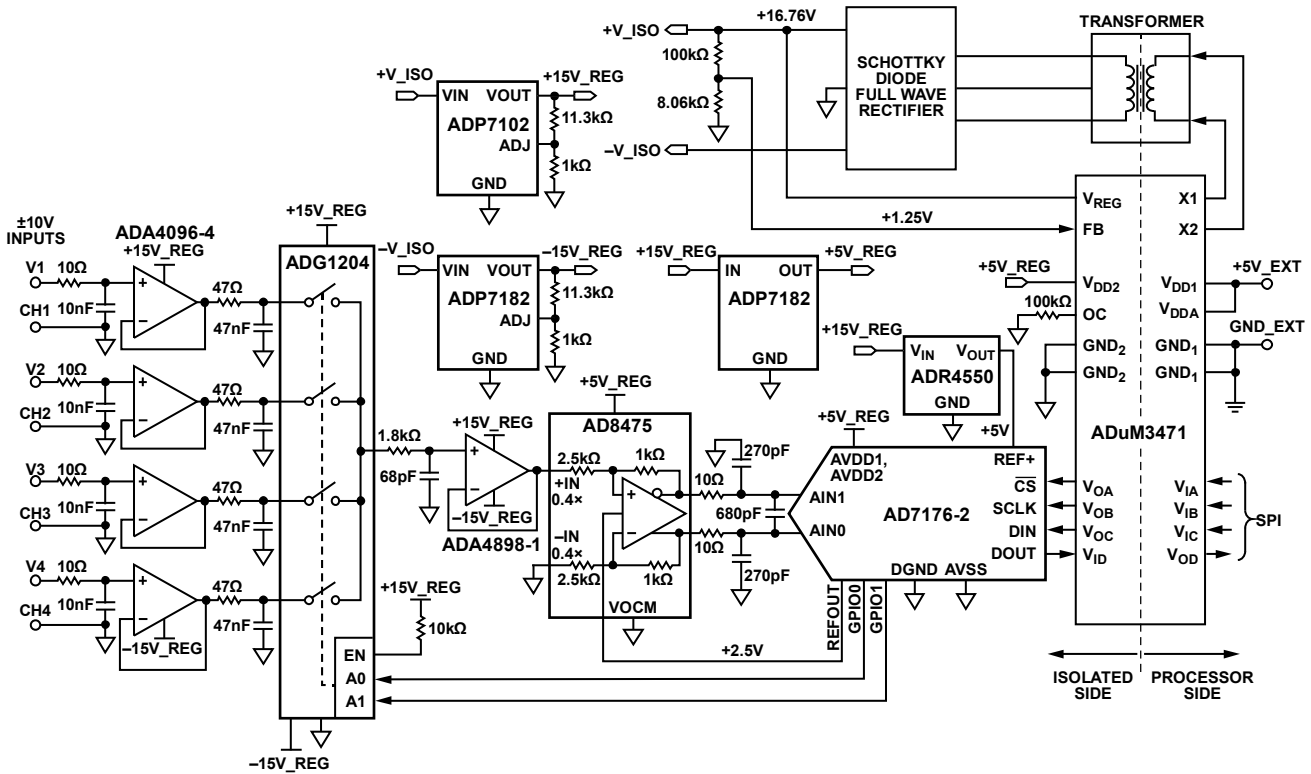 +16.76V
TRANSFORMER
+V_ISO
100kΩ
8.06kΩ
–V_ISO
SCHOTTKY
DIODE
FULL WAVE
RECTIFIER
+V_ISO
+15V_REG
VIN
VOUT
ADP7102
ADJ
GND
11.3kΩ
1kΩ
+1.25V
VREG
FB
X1
X2
±10V
INPUTS
ADA4096-4
+15V_REG
+15V_REG
ADG1204
–V_ISO
–15V_REG
VIN
VOUT
ADP7182
ADJ
GND
11.3kΩ
1kΩ
+15V_REG
+5V_REG
IN
OUT
ADP7182
GND
+5V_REG
VDD2
100kΩ
OC
GND2
GND2
VDD1
VDDA
GND1
GND1
+5V_EXT
GND_EXT
ADuM3471
+15V_REG
VIN
VOUT
ADR4550
GND
+5V
V1
10Ω
10nF
CH1
+
–
47Ω
47nF
V2
10Ω
10nF
CH2
+
–
47Ω
47nF
V3
10Ω
10nF
CH3
+
–
47Ω
47nF
V4
10Ω
10nF
CH4
+
–
–15V_REG
47Ω
47nF
1.8kΩ
68pF
+15V_REG
+
–
–15V_REG
ADA4898-1
+5V_REG
AD8475
2.5kΩ
1kΩ
+IN
0.4×
+
–
–IN
0.4×
2.5kΩ
1kΩ
VOCM
270pF
10Ω
680pF
10Ω
270pF
+5V_REG
AVDD1,
AVDD2
REF+
AIN1
AIN0
AD7176-2
CS
SCLK
DIN
DOUT
DGND
AVSS
REFOUT
GPIO0
GPIO1
VOA
VOB
VOC
VID
VIA
VIB
VIC
VOD
SPI
+15V_REG
10kΩ
EN
A0
A1
+2.5V
–15V_REG
ISOLATED
SIDE
PROCESSOR
SIDE